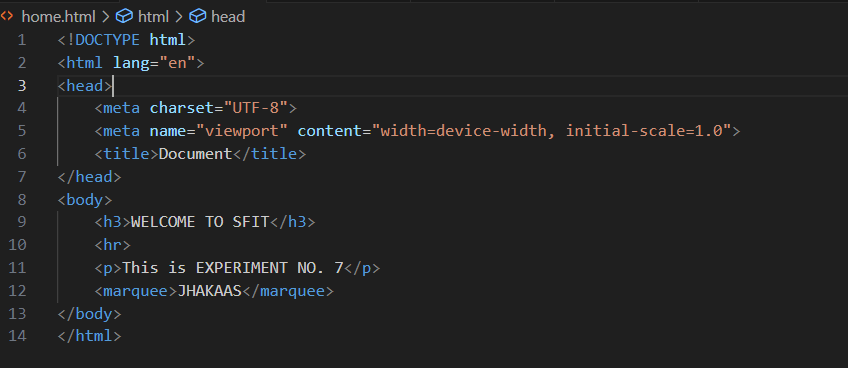 home.html > html > head
1 <!DOCTYPE html>
2 <html lang="en">
3 <head>
4     <meta charset="UTF-8">
5     <meta name="viewport" content="width=device-width, initial-scale=1.0">
6     <title>Document</title>
7 </head>
8 <body>
9     <h3>WELCOME TO SFIT</h3>
10     <hr>
11     <p>This is EXPERIMENT NO. 7</p>
12     <marquee>JHAKAAS</marquee>
13 </body>
14 </html>